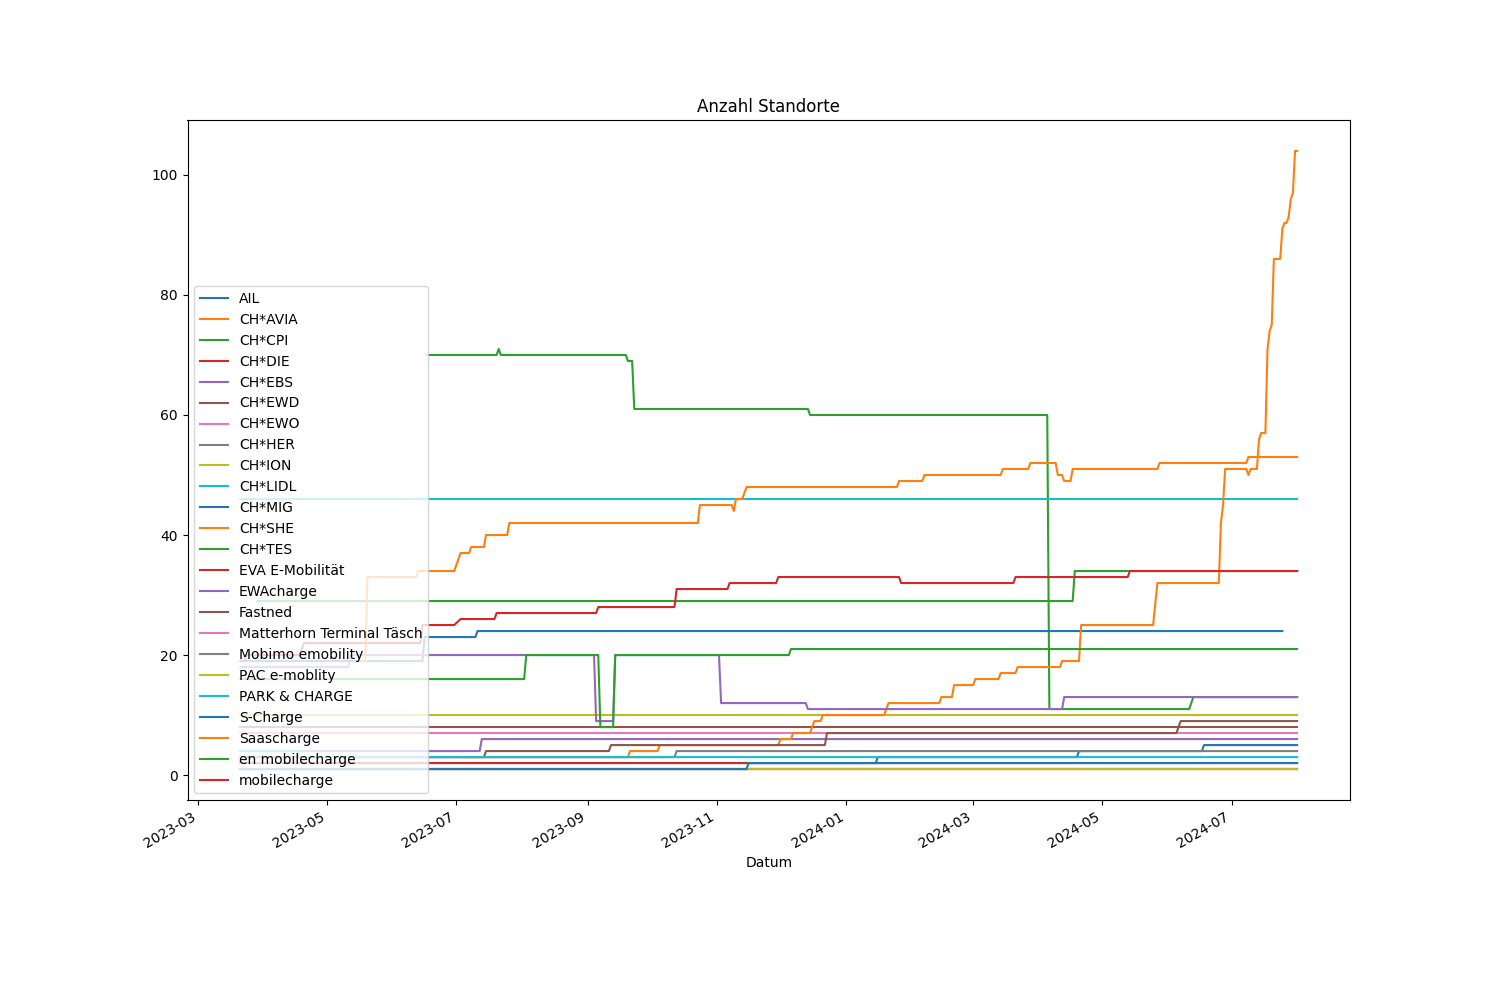 Anzahl Standorte
100
80
60
40
20
0
AIL
CH*AVIA
CH*CPI
CH*DIE
CH*EBS
CH*EWD
CH*EWO
CH*HER
CH*ION
CH*LIDL
CH*MIG
CH*SHE
CH*TES
EVA E-Mobilität
EWAcharge
Fastned
Matterhorn Terminal Täsch
Mobimo emobility
PAC e-moblity
PARK & CHARGE
S-Charge
Saascharge
en mobilecharge
mobilecharge
2023-03
2023-05
2023-07
2023-09
2023-11
2024-01
2024-03
2024-05
2024-07
Datum